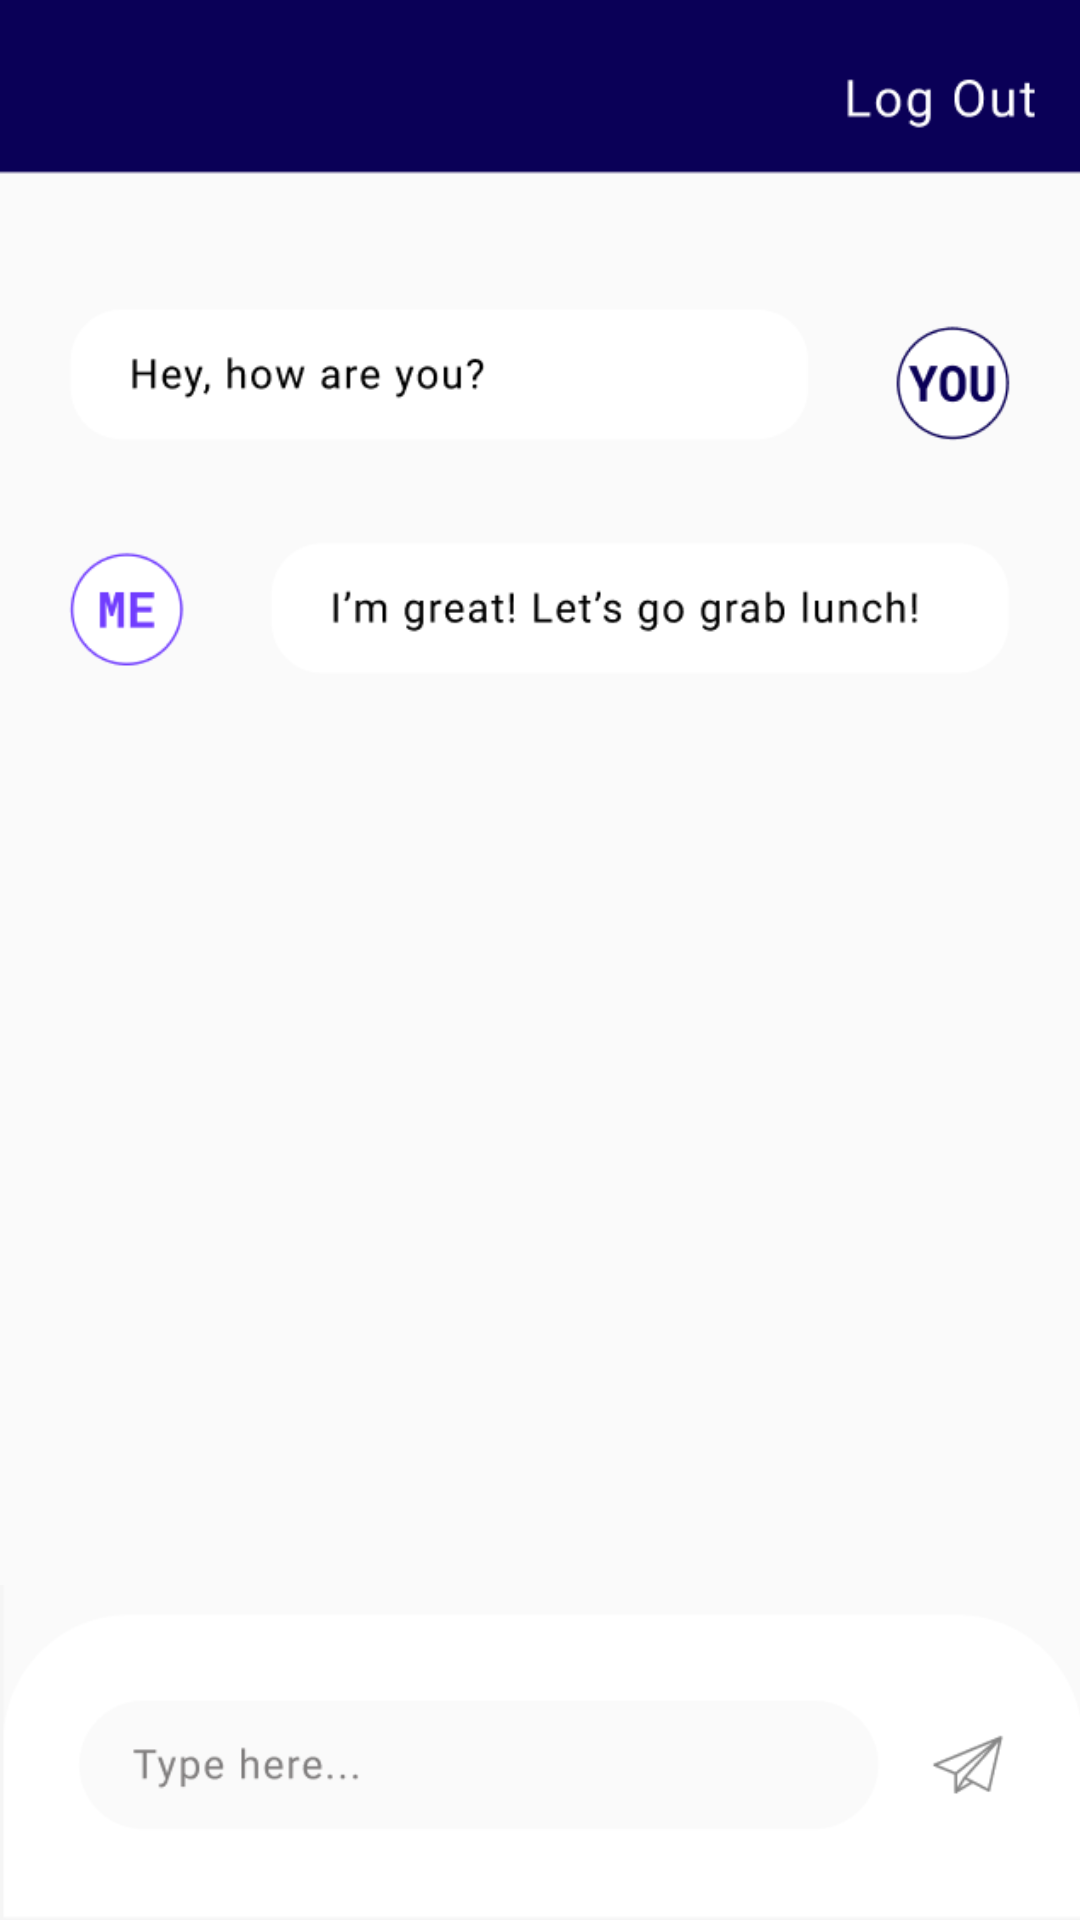 Log Out
Hey, how are you?
YOU
ME
I’m great! Let’s go grab lunch!
Type here...